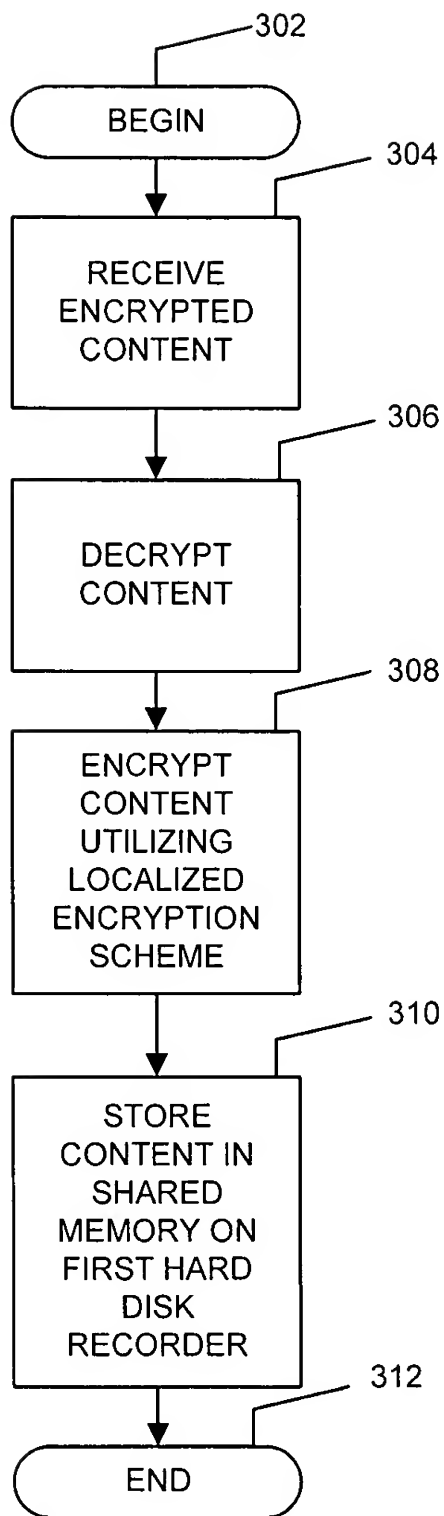 302
BEGIN
304
RECEIVE
ENCRYPTED
CONTENT
306
DECRYPT
CONTENT
308
ENCRYPT
CONTENT
UTILIZING
LOCALIZED
ENCRYPTION
SCHEME
310
STORE
CONTENT IN
SHARED
MEMORY ON
FIRST HARD
DISK
RECORDER
312
END